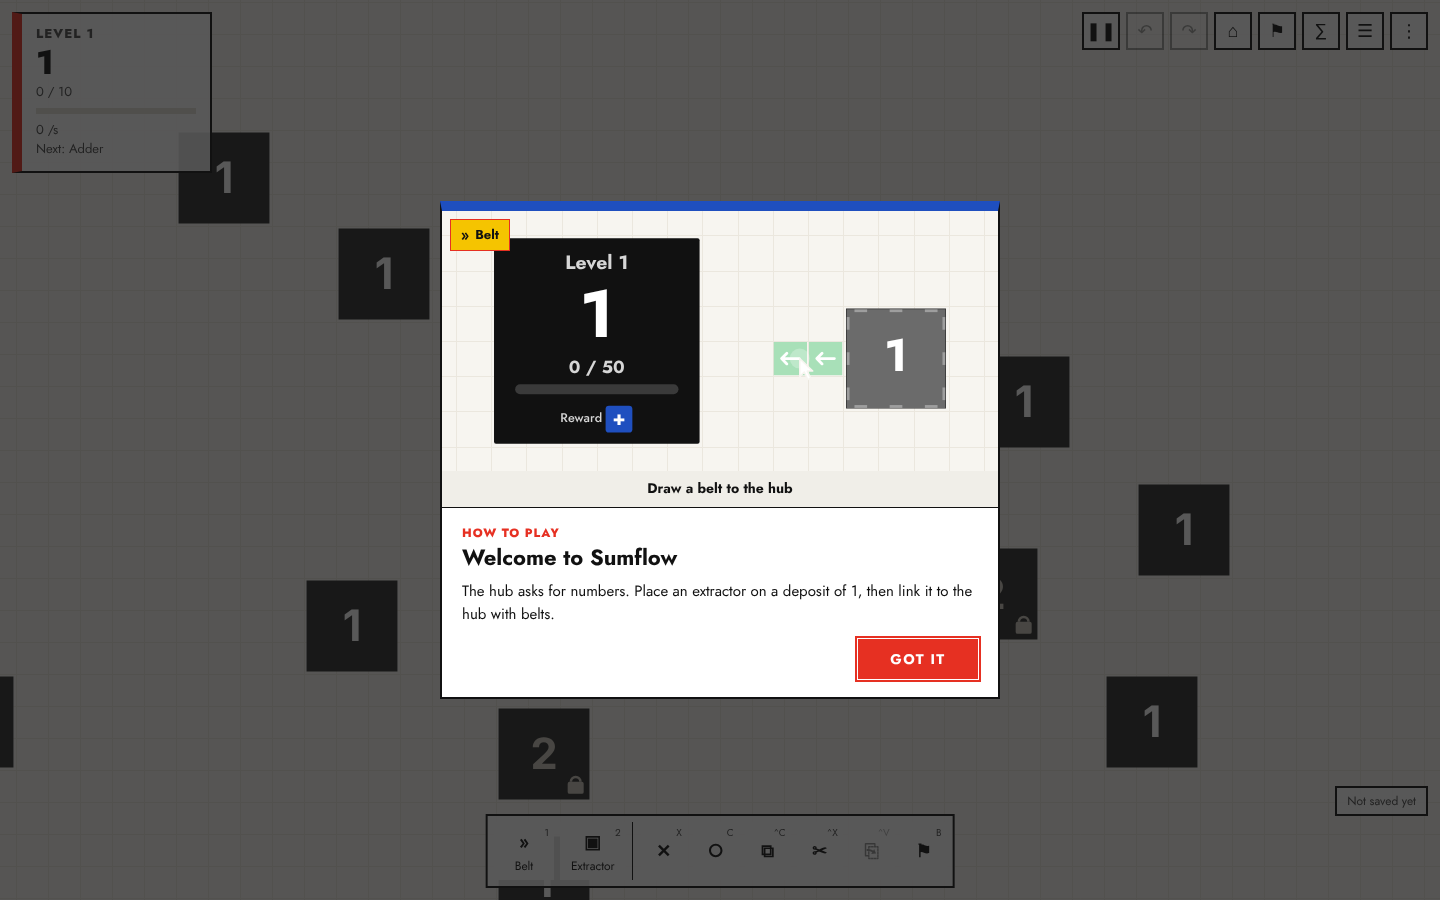 LEVEL 1
1
0 / 10
0 /s
Next: Adder
1
1
» Belt
Level 1
1
0 / 50
Reward +
1
Draw a belt to the hub
HOW TO PLAY
Welcome to Sumflow
The hub asks for numbers. Place an extractor on a deposit of 1, then link it to the
hub with belts.
GOT IT
1
1
1
1
2
Not saved yet
1
» Belt
2
Extractor
X
C
^C
^X
^V
B